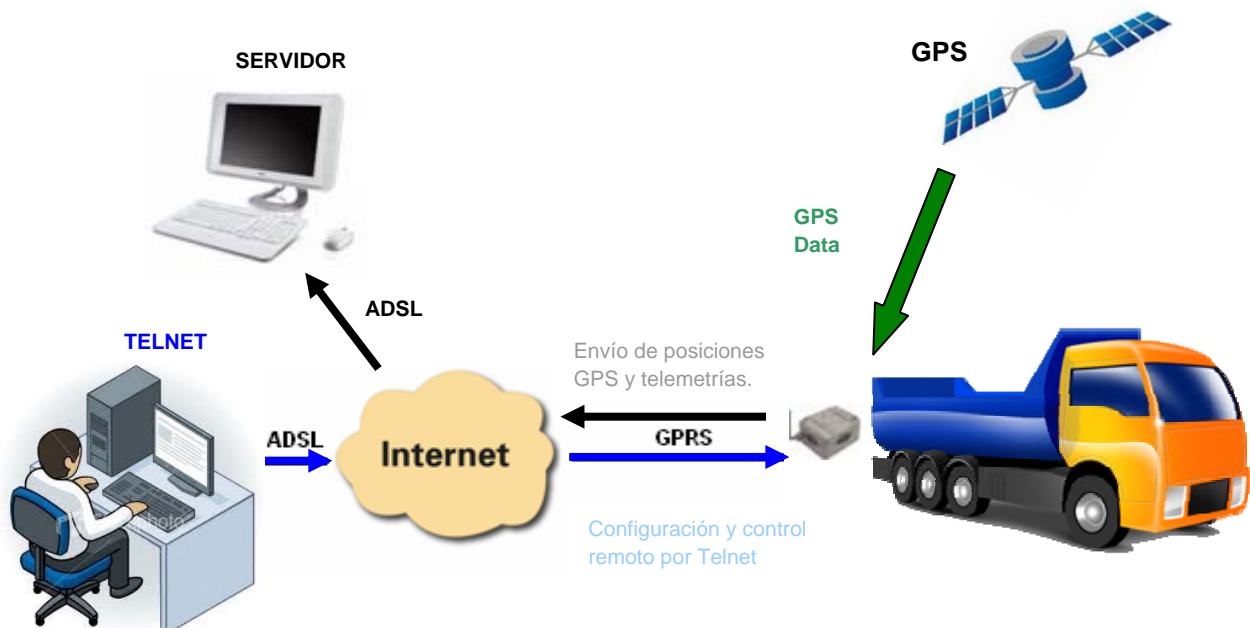 GPS
SERVIDOR
GPS
Data
ADSL
TELNET
Envío de posiciones
GPS y telemetrías.
ADSL
GPRS
Internet
Configuración y control
remoto por Telnet